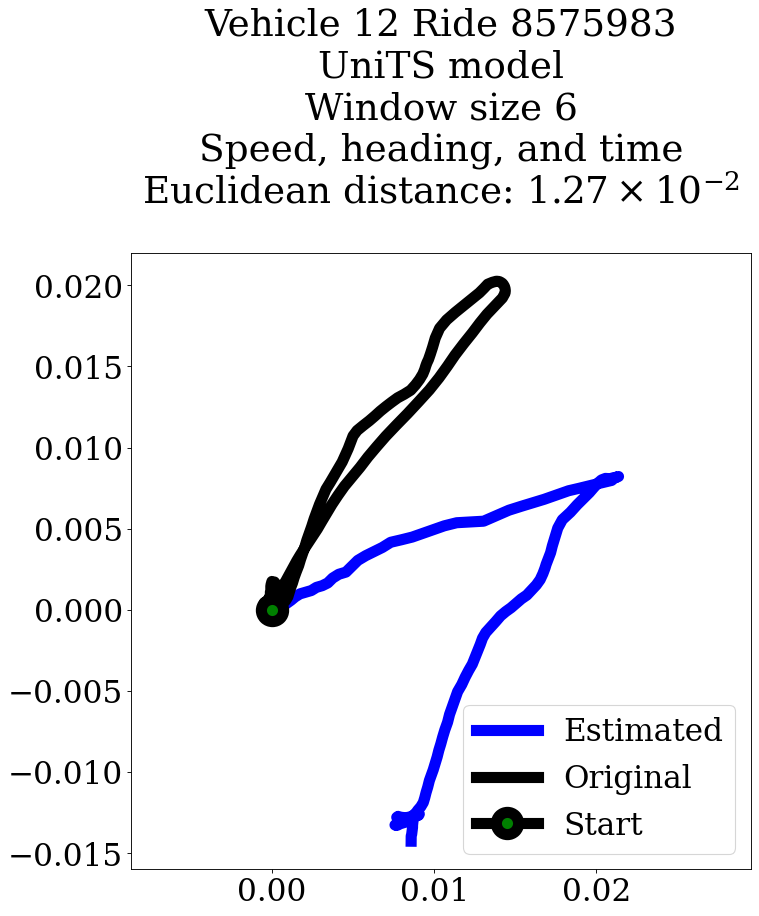 Vehicle 12 Ride 8575983
UniTS model
Window size 6
Speed, heading, and time
Euclidean distance: 1.27 × 10⁻²
0.020
0.015
0.010
0.005
0.000
−0.005
−0.010
−0.015
Estimated
Original
Start
0.00 0.01 0.02